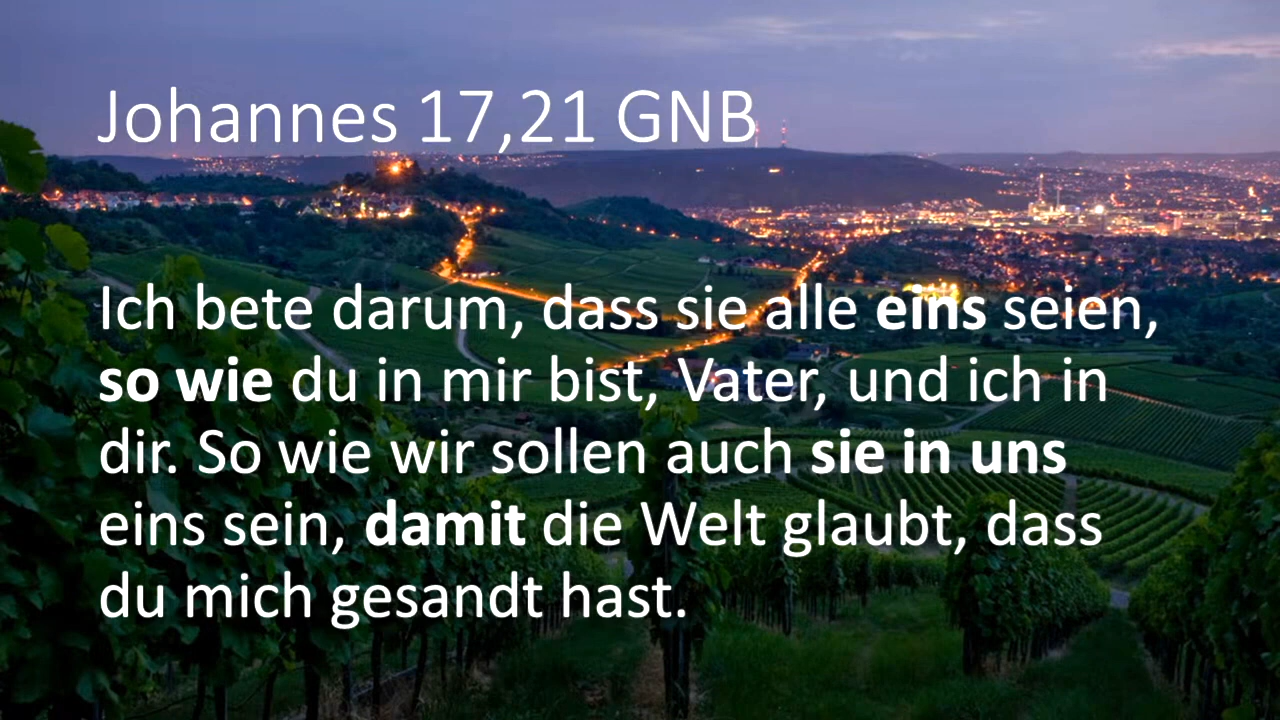 Johannes 17,21 GNB
Ich bete darum, dass sie alle eins seien,
so wie du in mir bist, Vater, und ich in
dir. So wie wir sollen auch sie in uns
eins sein, damit die Welt glaubt, dass
du mich gesandt hast.